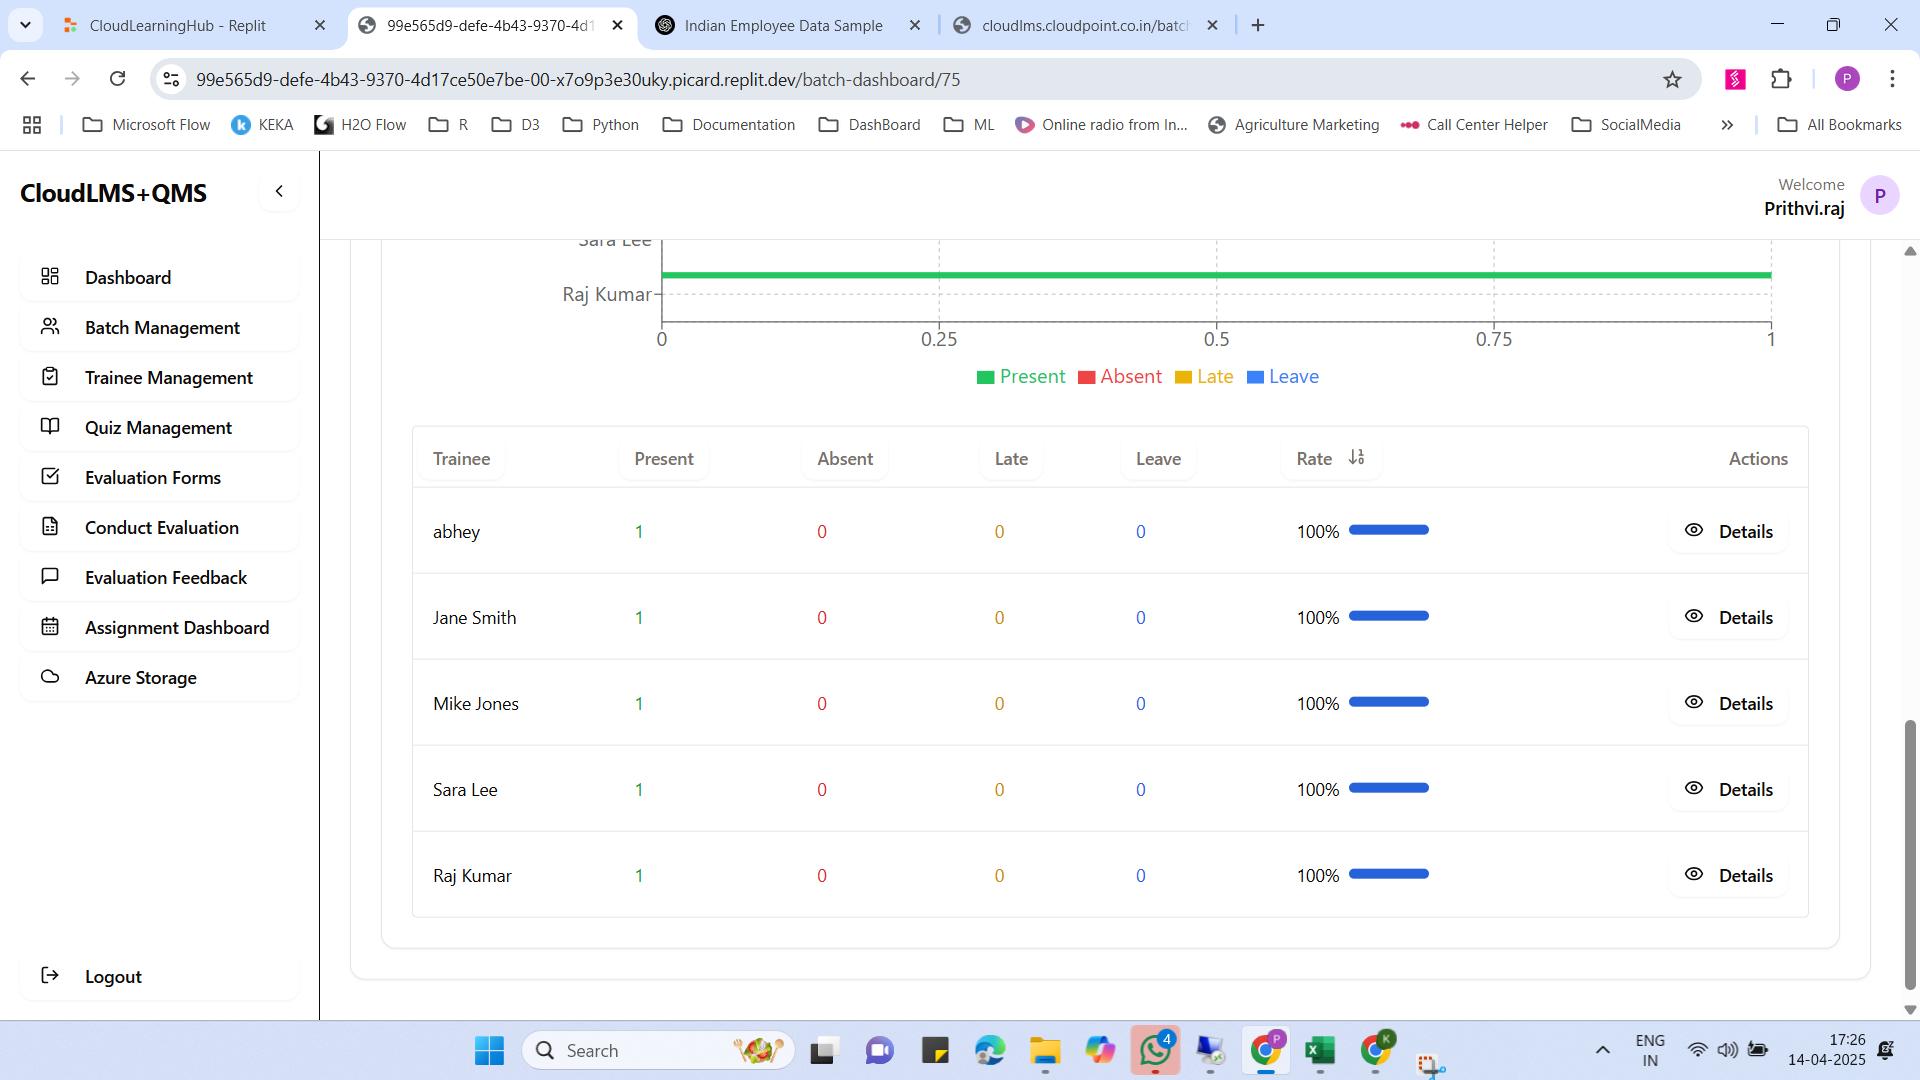 CloudLearningHub - Replit
99e565d9-defe-4b43-9370-4d1
Indian Employee Data Sample
cloudlms.cloudpoint.co.in/batch
99e565d9-defe-4b43-9370-4d17ce50e7be-00-x7o9p3e30uky.picard.replit.dev/batch-dashboard/75
P
Microsoft Flow
KEKA
H2O Flow
R
D3
Python
Documentation
DashBoard
ML
Online radio from In...
Agriculture Marketing
Call Center Helper
SocialMedia
All Bookmarks
CloudLMS+QMS
Welcome
Prithvi.raj
P
Dashboard
Batch Management
Trainee Management
Quiz Management
Evaluation Forms
Conduct Evaluation
Evaluation Feedback
Assignment Dashboard
Azure Storage
Logout
Sara Lee
Raj Kumar
0 0.25 0.5 0.75 1
Present Absent Late Leave
Trainee Present Absent Late Leave Rate Actions
abhey 1 0 0 0 100% Details
Jane Smith 1 0 0 0 100% Details
Mike Jones 1 0 0 0 100% Details
Sara Lee 1 0 0 0 100% Details
Raj Kumar 1 0 0 0 100% Details
Search
4
P
K
ENG
IN
17:26
14-04-2025